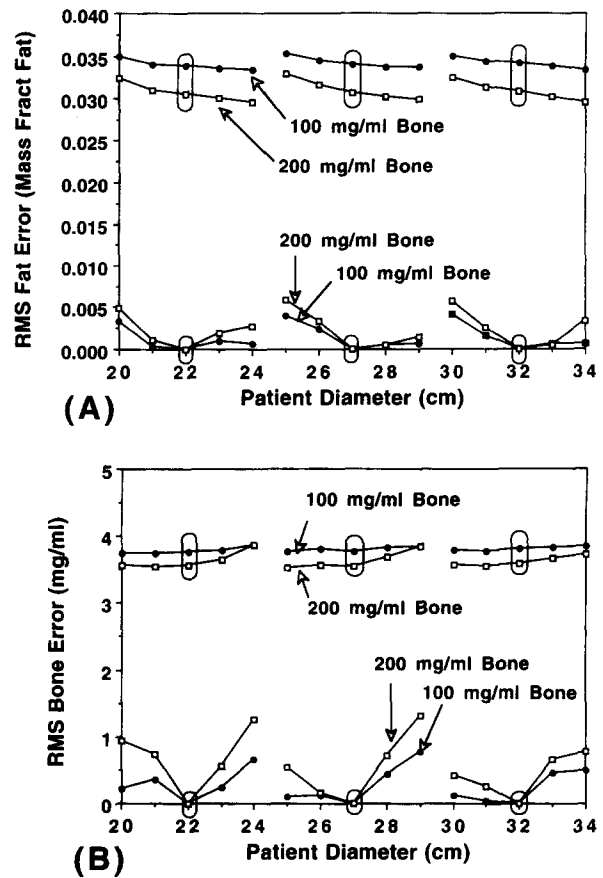 RMS Fat Error (Mass Fract Fat)
0.040
0.035
0.030
0.025
0.020
0.015
0.010
0.005
0.000
100 mg/ml Bone
200 mg/ml Bone
200 mg/ml Bone
100 mg/ml Bone
20 22 24 26 28 30 32 34
Patient Diameter (cm)
(A)
RMS Bone Error (mg/ml)
5
4
3
2
1
0
100 mg/ml Bone
200 mg/ml Bone
200 mg/ml Bone
100 mg/ml Bone
20 22 24 26 28 30 32 34
Patient Diameter (cm)
(B)